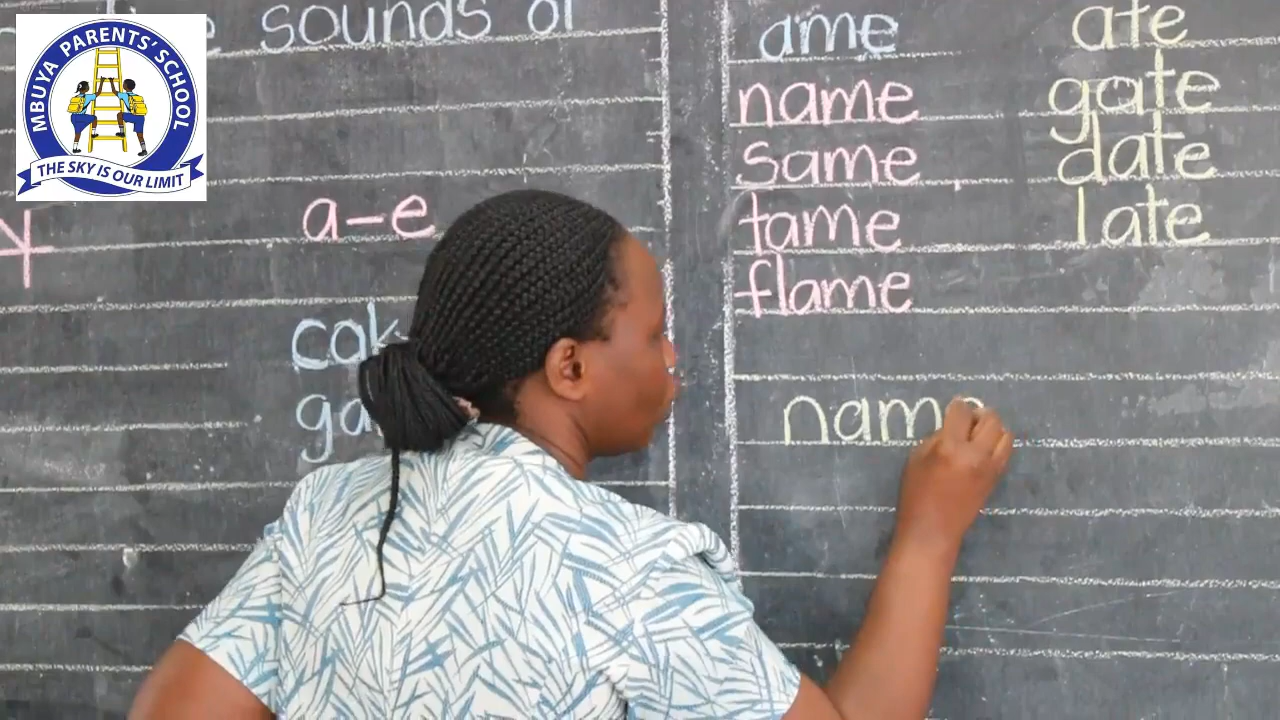 MBUYA PARENTS' SCHOOL
THE SKY IS OUR LIMIT
sounds of
y
a-e
ame
name
same
tame
flame
name
ate
gate
date
late